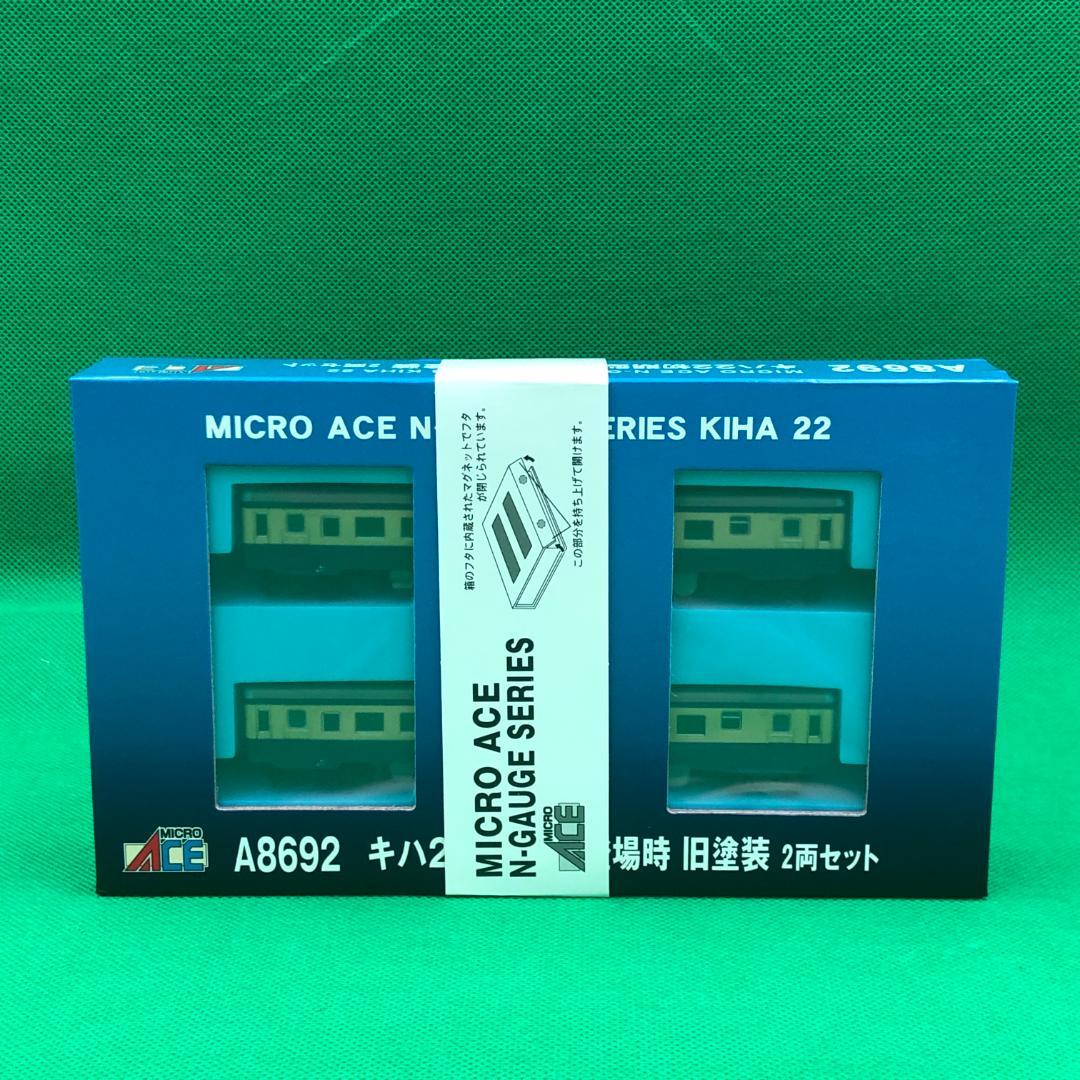 A8692
MICRO ACE N-
ERIES KIHA 22
箱のフタに内蔵されたマグネットでフタ
が閉じられています。
この部分を持ち上げて開けます。
MICRO ACE
N-GAUGE SERIES
MICRO
ACE
MICRO
ACE
A8692 キハ2
場時 旧塗装 2両セット